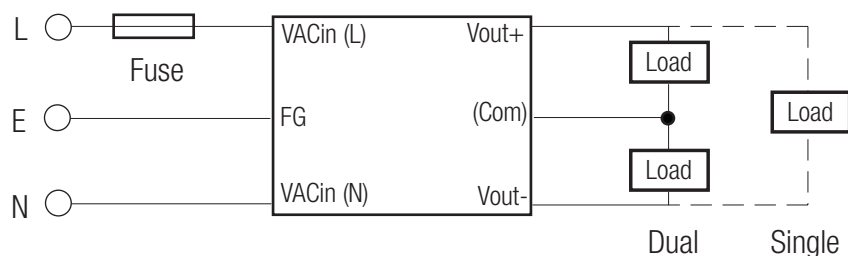 L
Fuse
E
N
VACin (L)
FG
VACin (N)
Vout+
(Com)
Vout-
Load
Load
Load
Dual
Single